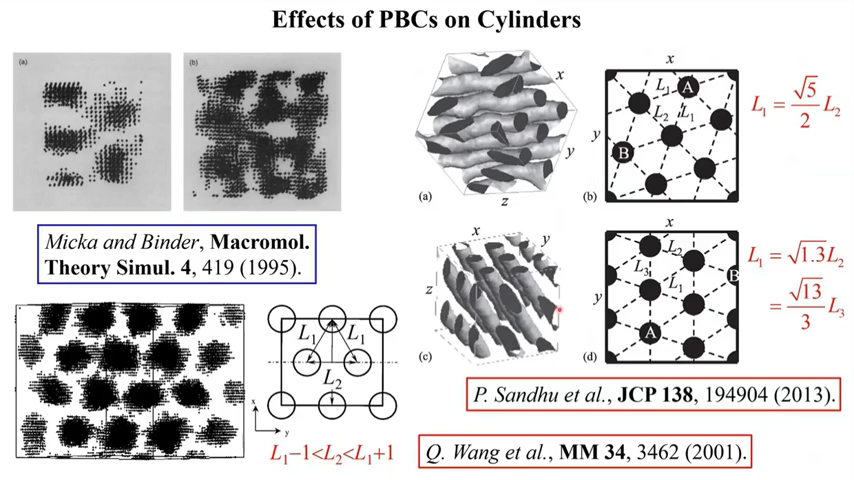 Effects of PBCs on Cylinders
(a)
(b)
Micka and Binder, Macromol.
Theory Simul. 4, 419 (1995).
L₁
L₁
L₂
x
y
L₁−1<L₂<L₁+1
x
y
z
(a)
x
y
L₁
A
L₂
L₁
B
(b)
L₁ = √5/2 L₂
x
y
z
(c)
x
y
L₂
L₃
L₁
B
A
(d)
L₁ = √1.3L₂
= √13/3 L₃
P. Sandhu et al., JCP 138, 194904 (2013).
Q. Wang et al., MM 34, 3462 (2001).